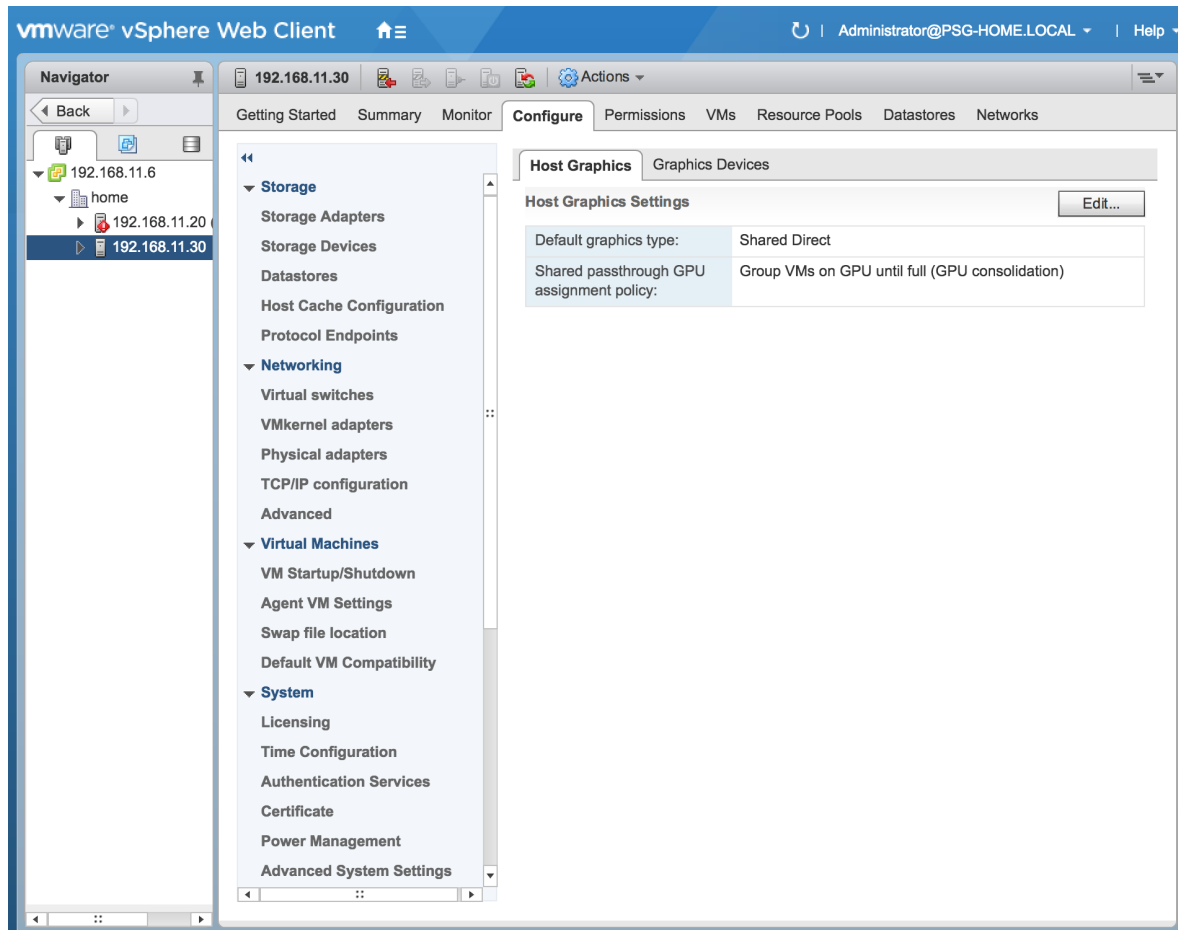 vmware® vSphere Web Client
Administrator@PSG-HOME.LOCAL
Help
Navigator
Back
192.168.11.6
home
192.168.11.20 (
192.168.11.30
192.168.11.30
Actions
Getting Started Summary Monitor Configure Permissions VMs Resource Pools Datastores Networks
Storage
Storage Adapters
Storage Devices
Datastores
Host Cache Configuration
Protocol Endpoints
Networking
Virtual switches
VMkernel adapters
Physical adapters
TCP/IP configuration
Advanced
Virtual Machines
VM Startup/Shutdown
Agent VM Settings
Swap file location
Default VM Compatibility
System
Licensing
Time Configuration
Authentication Services
Certificate
Power Management
Advanced System Settings
Host Graphics Graphics Devices
Host Graphics Settings
Edit...
Default graphics type: Shared Direct
Shared passthrough GPU Group VMs on GPU until full (GPU consolidation)
assignment policy: